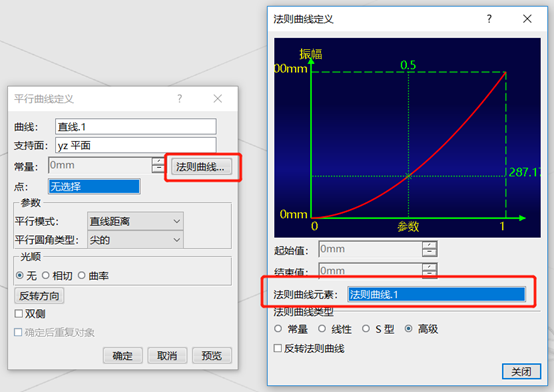 平行曲线定义 ?
曲线： 直线.1
支持面： yz 平面
常量： 0mm 法则曲线...
点： 无选择
参数
平行模式： 直线距离
平行圆角类型： 尖的
光顺
无 相切 曲率
反转方向
双侧
确定后重复对象
确定 取消 预览
法则曲线定义 ?
振幅
00mm 0.5
287.17
0mm
0 参数 1
起始值： 0mm
结束值： 0mm
法则曲线元素： 法则曲线.1
法则曲线类型
常量 线性 S 型 高级
反转法则曲线
关闭